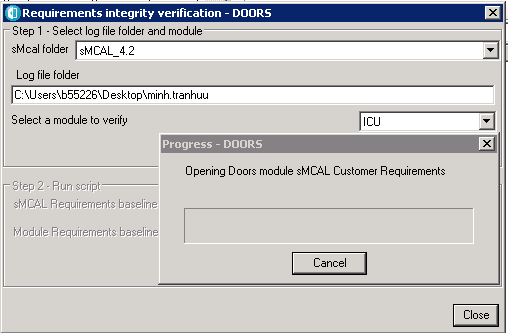 Requirements integrity verification - DOORS
Step 1 - Select log file folder and module
sMcal folder
sMCAL_4.2
Log file folder
C:\Users\b55226\Desktop\minh.tranhuu
Select a module to verify
ICU
Progress - DOORS
Opening Doors module sMCAL Customer Requirements
Step 2 - Run script
sMCAL Requirements baseline
Module Requirements baseline
Cancel
Close